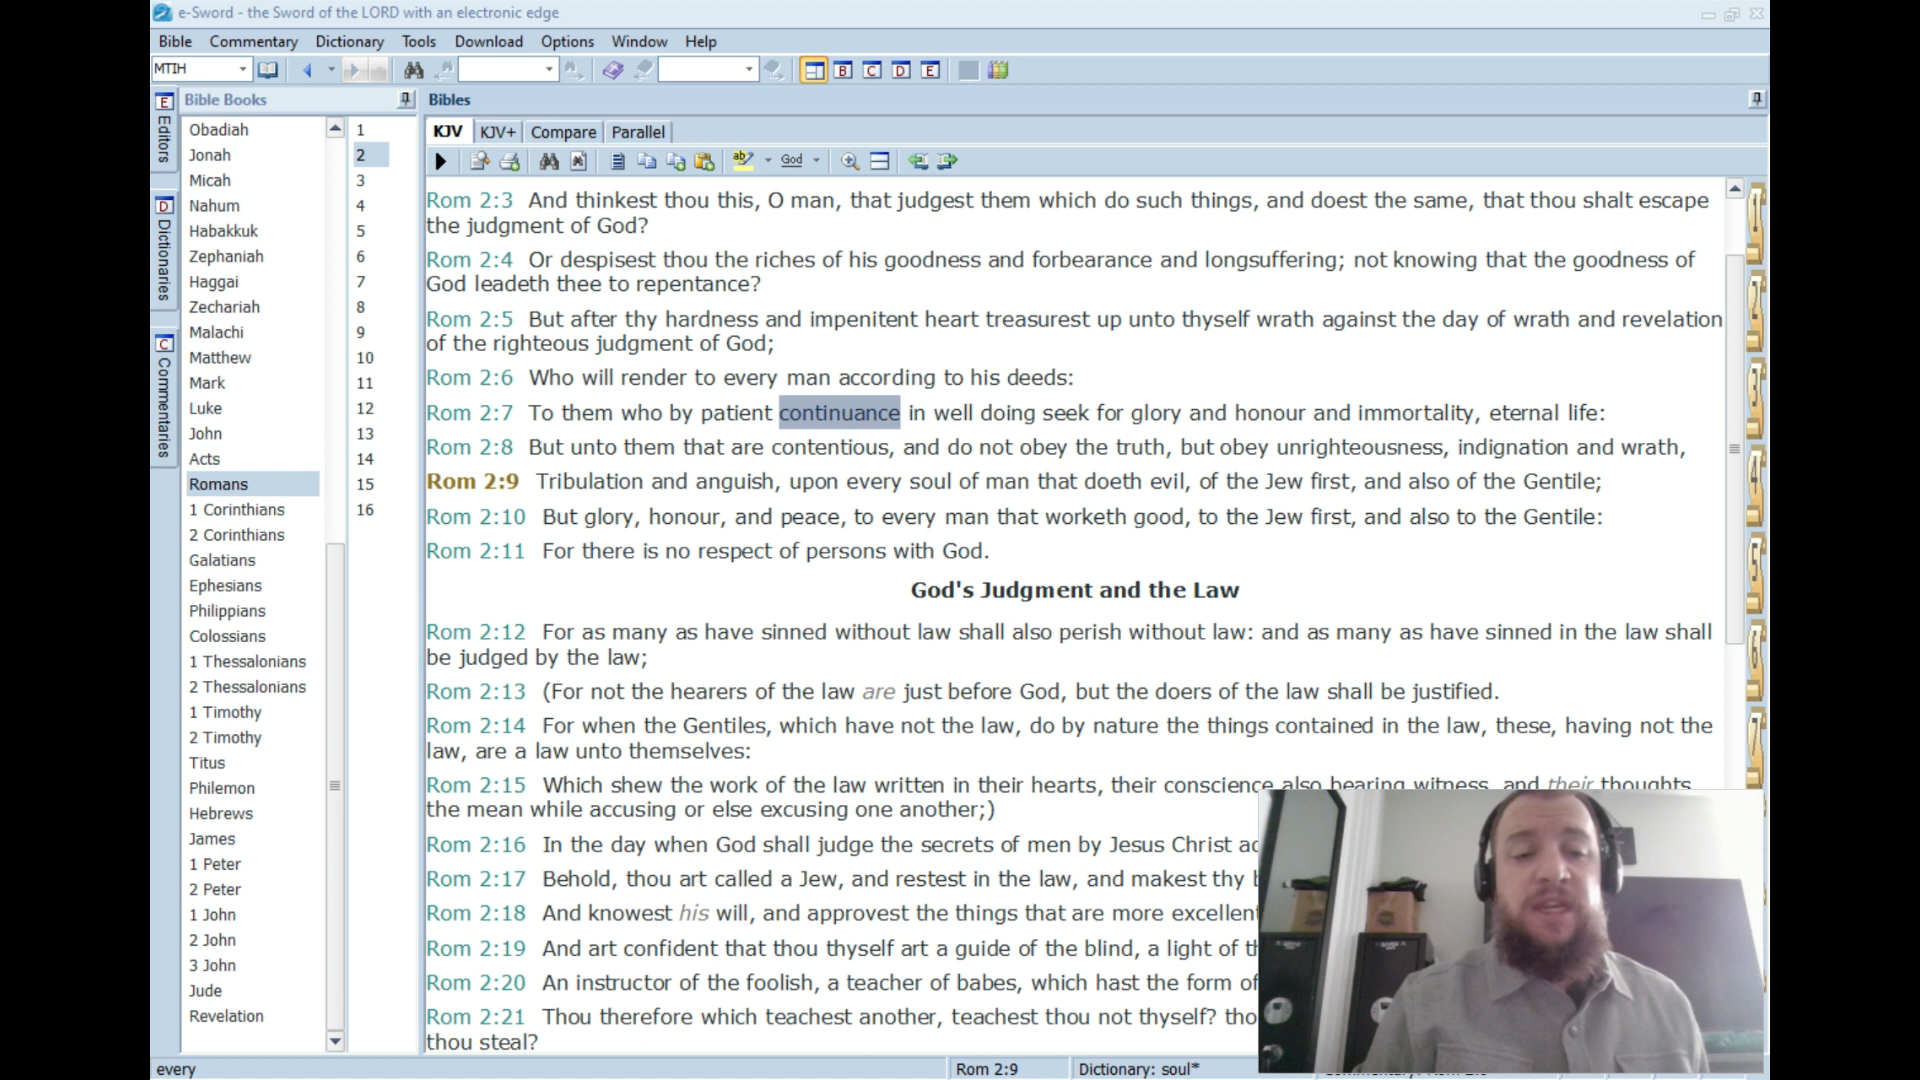 e-Sword - the Sword of the LORD with an electronic edge
Bible Commentary Dictionary Tools Download Options Window Help
MTIH
B C D E
Bible Books
Bibles
E Editors
D Dictionaries
C Commentaries
Obadiah
Jonah
Micah
Nahum
Habakkuk
Zephaniah
Haggai
Zechariah
Malachi
Matthew
Mark
Luke
John
Acts
Romans
1 Corinthians
2 Corinthians
Galatians
Ephesians
Philippians
Colossians
1 Thessalonians
2 Thessalonians
1 Timothy
2 Timothy
Titus
Philemon
Hebrews
James
1 Peter
2 Peter
1 John
2 John
3 John
Jude
Revelation
1
2
3
4
5
6
7
8
9
10
11
12
13
14
15
16
KJV KJV+ Compare Parallel
ab God
Rom 2:3 And thinkest thou this, O man, that judgest them which do such things, and doest the same, that thou shalt escape
the judgment of God?
Rom 2:4 Or despisest thou the riches of his goodness and forbearance and longsuffering; not knowing that the goodness of
God leadeth thee to repentance?
Rom 2:5 But after thy hardness and impenitent heart treasurest up unto thyself wrath against the day of wrath and revelation
of the righteous judgment of God;
Rom 2:6 Who will render to every man according to his deeds:
Rom 2:7 To them who by patient continuance in well doing seek for glory and honour and immortality, eternal life:
Rom 2:8 But unto them that are contentious, and do not obey the truth, but obey unrighteousness, indignation and wrath,
Rom 2:9 Tribulation and anguish, upon every soul of man that doeth evil, of the Jew first, and also of the Gentile;
Rom 2:10 But glory, honour, and peace, to every man that worketh good, to the Jew first, and also to the Gentile:
Rom 2:11 For there is no respect of persons with God.
God's Judgment and the Law
Rom 2:12 For as many as have sinned without law shall also perish without law: and as many as have sinned in the law shall
be judged by the law;
Rom 2:13 (For not the hearers of the law are just before God, but the doers of the law shall be justified.
Rom 2:14 For when the Gentiles, which have not the law, do by nature the things contained in the law, these, having not the
law, are a law unto themselves:
Rom 2:15 Which shew the work of the law written in their hearts, their conscience also bearing witness, and their thoughts
the mean while accusing or else excusing one another;)
Rom 2:16 In the day when God shall judge the secrets of men by Jesus Christ
Rom 2:17 Behold, thou art called a Jew, and restest in the law, and makest thy
Rom 2:18 And knowest his will, and approvest the things that are more excellent
Rom 2:19 And art confident that thou thyself art a guide of the blind, a light of
Rom 2:20 An instructor of the foolish, a teacher of babes, which hast the form of
Rom 2:21 Thou therefore which teachest another, teachest thou not thyself?
thou steal?
1
2
3
4
5
6
7
every
Rom 2:9
Dictionary: soul*